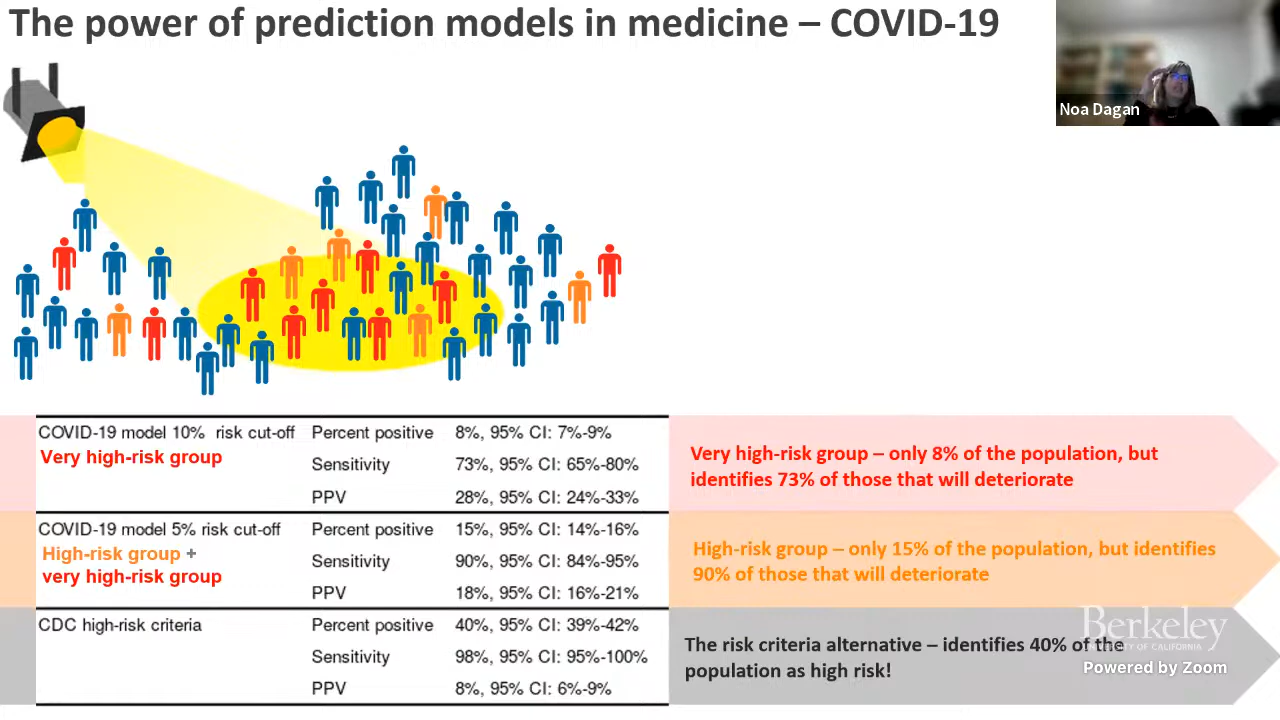 The power of prediction models in medicine – COVID-19
Noa Dagan
COVID-19 model 10% risk cut-off Percent positive 8%, 95% CI: 7%-9%
Very high-risk group
Sensitivity 73%, 95% CI: 65%-80%
PPV 28%, 95% CI: 24%-33%
Very high-risk group – only 8% of the population, but
identifies 73% of those that will deteriorate
COVID-19 model 5% risk cut-off Percent positive 15%, 95% CI: 14%-16%
High-risk group +
very high-risk group
Sensitivity 90%, 95% CI: 84%-95%
PPV 18%, 95% CI: 16%-21%
High-risk group – only 15% of the population, but identifies
90% of those that will deteriorate
CDC high-risk criteria Percent positive 40%, 95% CI: 39%-42%
Sensitivity 98%, 95% CI: 95%-100%
PPV 8%, 95% CI: 6%-9%
The risk criteria alternative – identifies 40% of the
population as high risk!
Berkeley
UNIVERSITY OF CALIFORNIA
Powered by Zoom